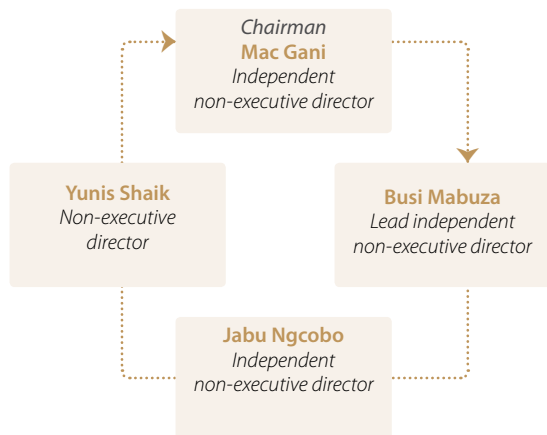 Chairman
Mac Gani
Independent
non-executive director
Yunis Shaik
Non-executive
director
Busi Mabuza
Lead independent
non-executive director
Jabu Ngcobo
Independent
non-executive director